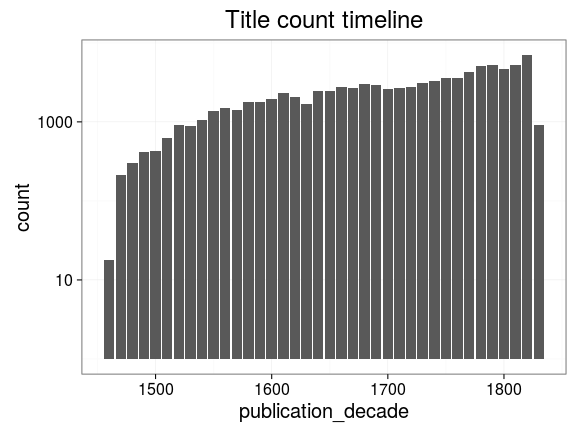 Title count timeline
1000
10
count
1500 1600 1700 1800
publication_decade